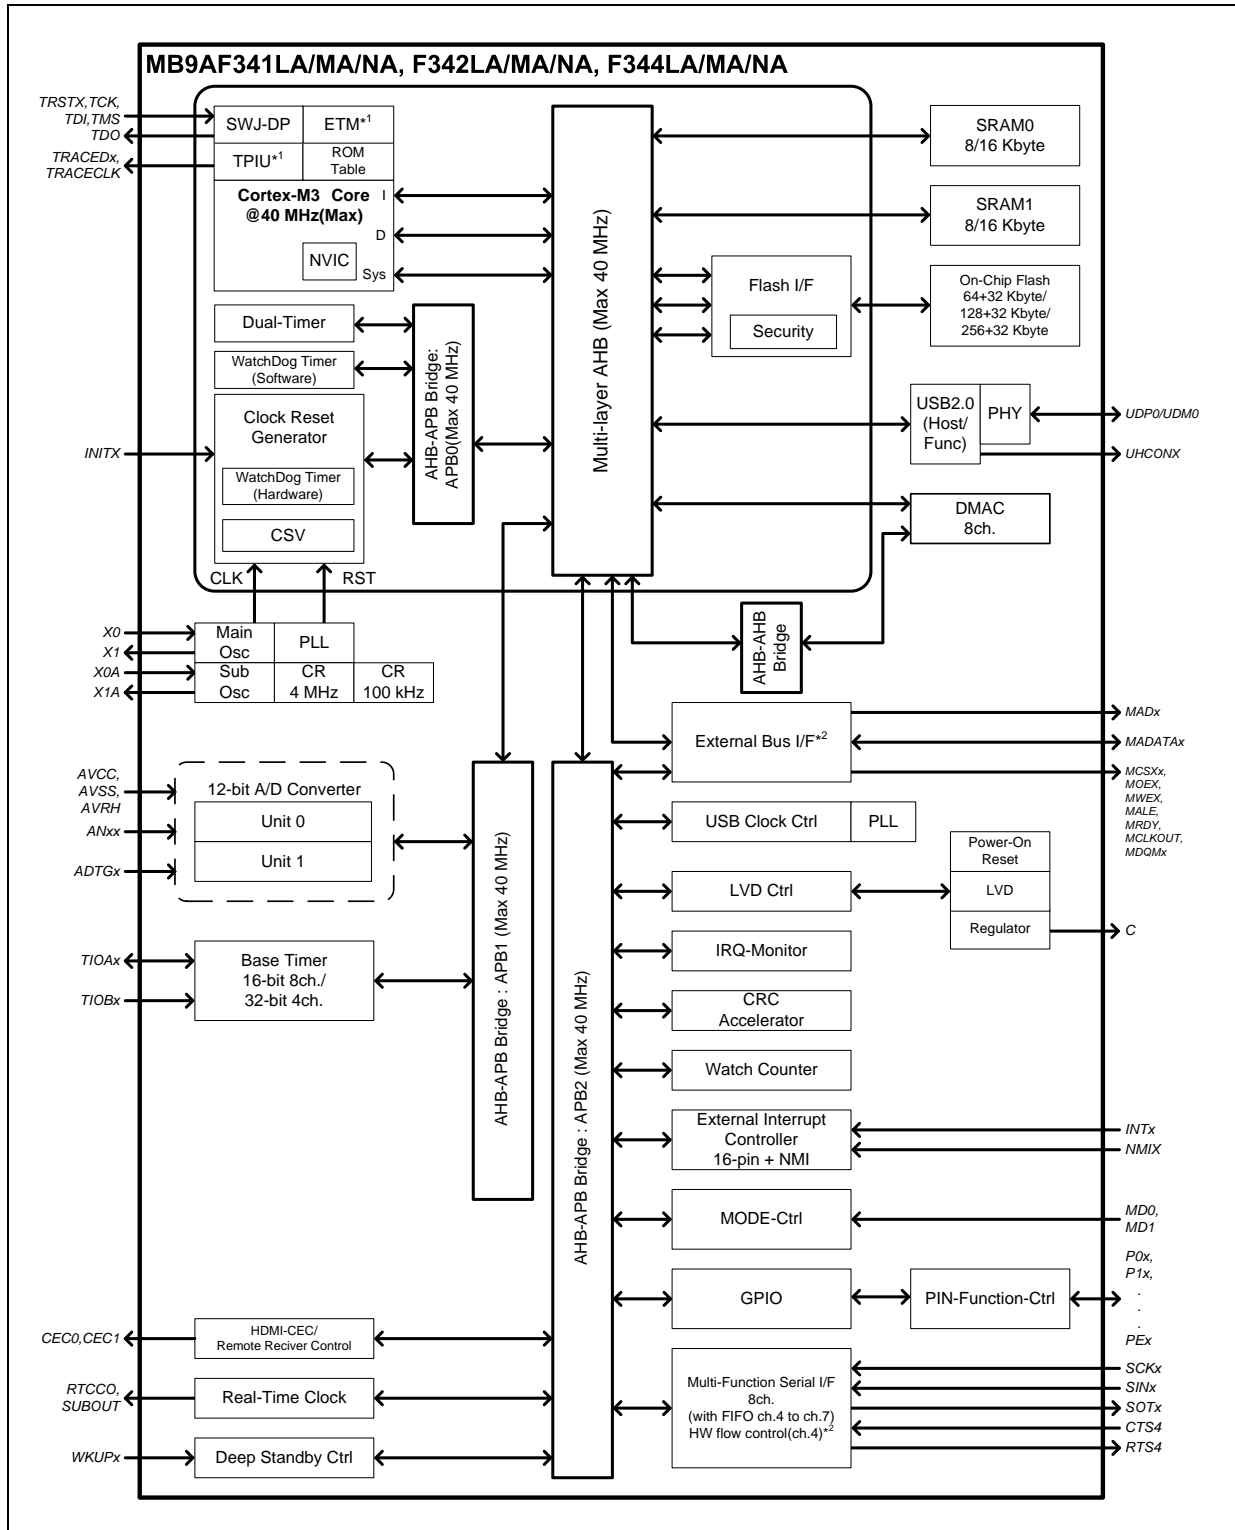 MB9AF341LA/MA/NA, F342LA/MA/NA, F344LA/MA/NA
TRSTX,TCK,
TDI,TMS
TDO
TRACEDx,
TRACECLK
SWJ-DP
ETM*1
TPIU*1
ROM
Table
Cortex-M3 Core
@40 MHz(Max)
I
D
Sys
NVIC
Multi-layer AHB (Max 40 MHz)
SRAM0
8/16 Kbyte
SRAM1
8/16 Kbyte
Flash I/F
Security
On-Chip Flash
64+32 Kbyte/
128+32 Kbyte/
256+32 Kbyte
Dual-Timer
WatchDog Timer
(Software)
Clock Reset
Generator
WatchDog Timer
(Hardware)
CSV
AHB-APB Bridge:
APB0(Max 40 MHz)
INITX
USB2.0
(Host/
Func)
PHY
UDP0/UDM0
UHCONX
DMAC
8ch.
CLK
RST
X0
X1
X0A
X1A
Main
Osc
PLL
Sub
Osc
CR
4 MHz
CR
100 kHz
AHB-AHB
Bridge
External Bus I/F*2
MADx
MADATAx
MCSXx,
MOEX,
MWEX,
MALE,
MRDY,
MCLKOUT,
MDQMx
AVCC,
AVSS,
AVRH
ANxx
ADTGx
12-bit A/D Converter
Unit 0
Unit 1
AHB-APB Bridge : APB1 (Max 40 MHz)
AHB-APB Bridge : APB2 (Max 40 MHz)
USB Clock Ctrl
PLL
LVD Ctrl
Power-On
Reset
LVD
Regulator
C
TIOAx
TIOBx
Base Timer
16-bit 8ch./
32-bit 4ch.
IRQ-Monitor
CRC
Accelerator
Watch Counter
External Interrupt
Controller
16-pin + NMI
INTx
NMIX
MODE-Ctrl
MD0,
MD1
GPIO
PIN-Function-Ctrl
P0x,
P1x,
.
.
.
PEx
CEC0,CEC1
HDMI-CEC/
Remote Reciver Control
RTCCO,
SUBOUT
Real-Time Clock
WKUPx
Deep Standby Ctrl
Multi-Function Serial I/F
8ch.
(with FIFO ch.4 to ch.7)
HW flow control(ch.4)*2
SCKx
SINx
SOTx
CTS4
RTS4